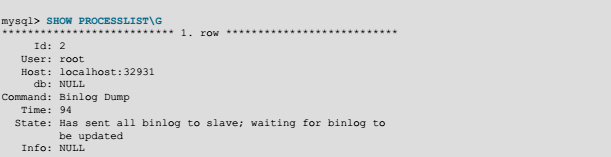 mysql> SHOW PROCESSLIST\G
*************************** 1. row ***************************
Id: 2
User: root
Host: localhost:32931
db: NULL
Command: Binlog Dump
Time: 94
State: Has sent all binlog to slave; waiting for binlog to
be updated
Info: NULL